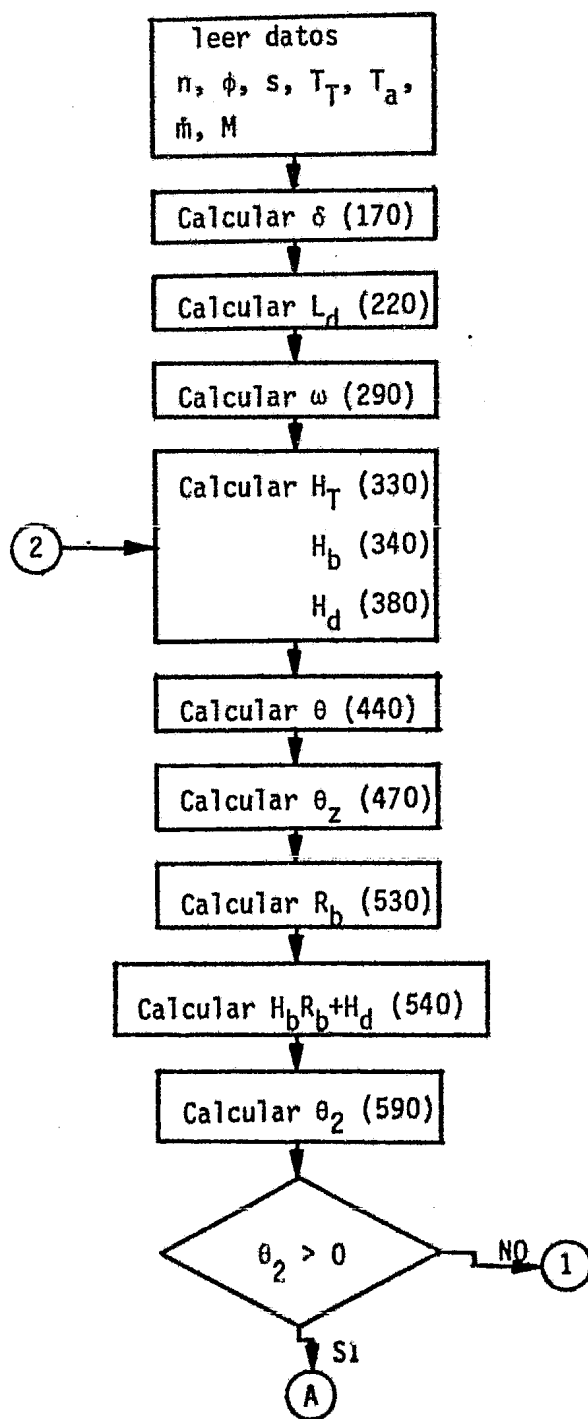 leer datos
n, ϕ, s, T_T, T_a,
ṁ, M
Calcular δ (170)
Calcular L_d (220)
Calcular ω (290)
Calcular H_T (330)
2
H_b (340)
H_d (380)
Calcular θ (440)
Calcular θ_z (470)
Calcular R_b (530)
Calcular H_bR_b+H_d (540)
Calcular θ_2 (590)
θ_2 > 0
NO
1
Si
A